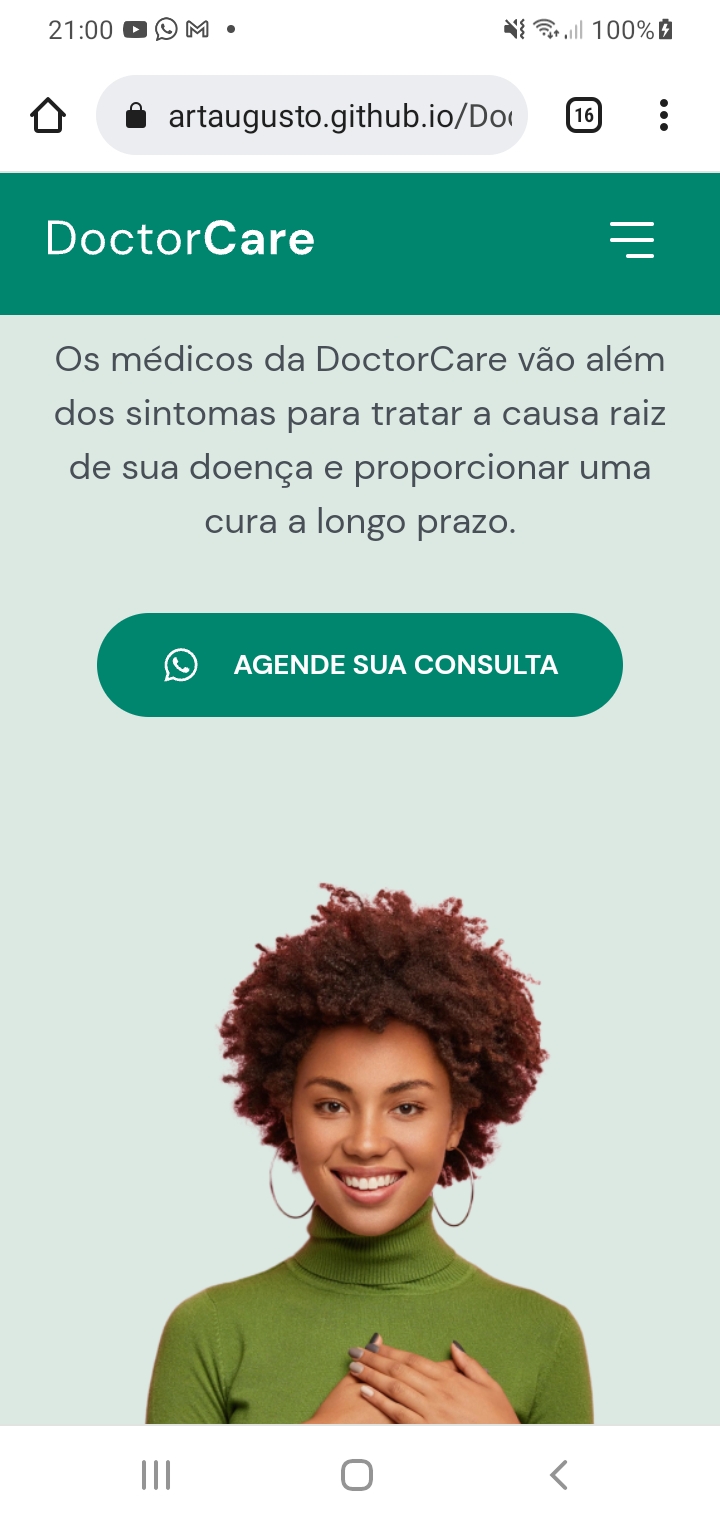 21:00
100%
artaugusto.github.io/Doc
16
DoctorCare
Os médicos da DoctorCare vão além
dos sintomas para tratar a causa raiz
de sua doença e proporcionar uma
cura a longo prazo.
AGENDE SUA CONSULTA